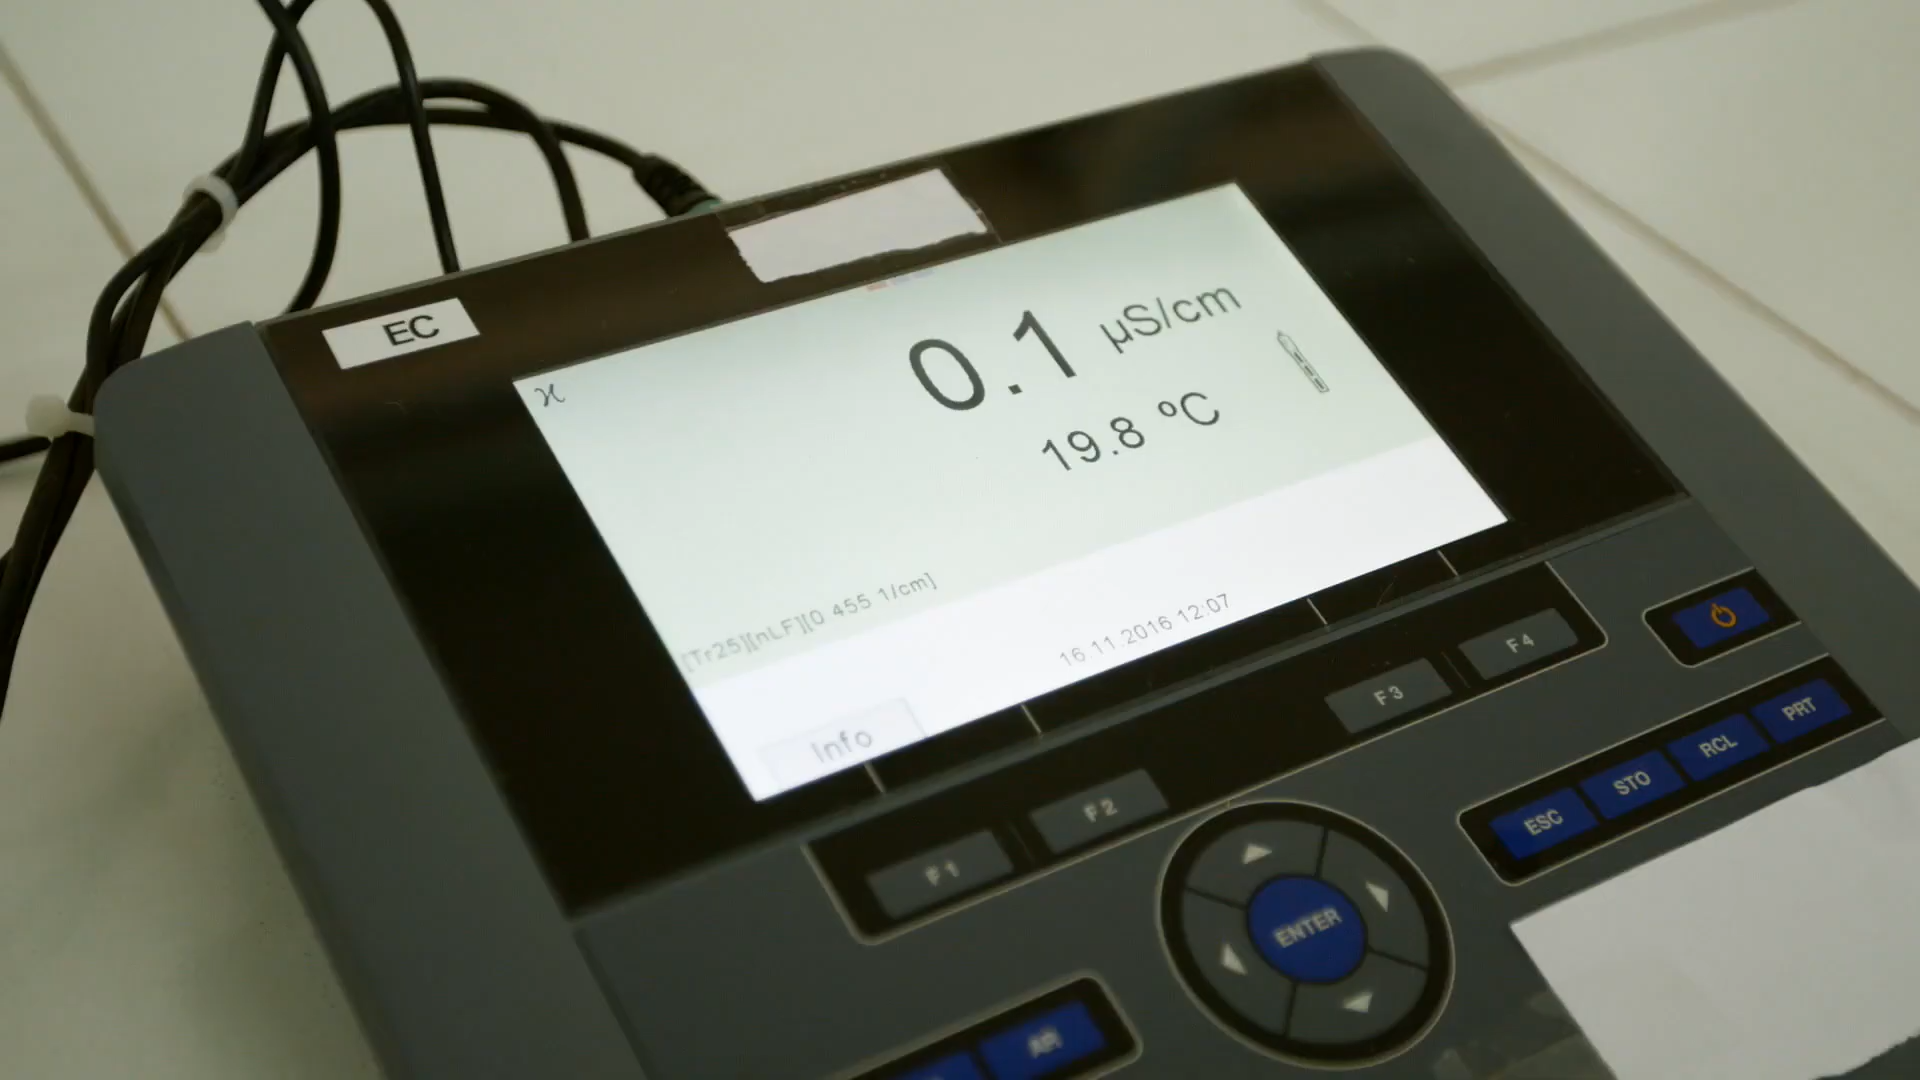 EC
ϰ
0.1 µS/cm
19.8 °C
[Tr25][nLF][0 455 1/cm]
16.11.2016 12:07
Info
F1
F2
F3
F4
ESC
STO
RCL
PRT
ENTER
AR